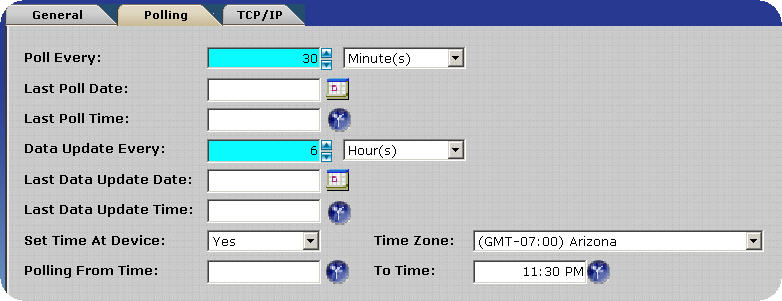 General Polling TCP/IP
Poll Every: 30 Minute(s)
Last Poll Date:
Last Poll Time:
Data Update Every: 6 Hour(s)
Last Data Update Date:
Last Data Update Time:
Set Time At Device: Yes Time Zone: (GMT-07:00) Arizona
Polling From Time: To Time: 11:30 PM